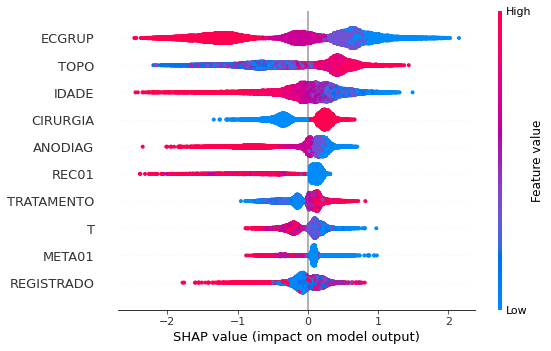 High
ECGRUP
TOPO
IDADE
CIRURGIA
ANODIAG
REC01
TRATAMENTO
T
META01
REGISTRADO
Feature value
Low
−2 −1 0 1 2
SHAP value (impact on model output)